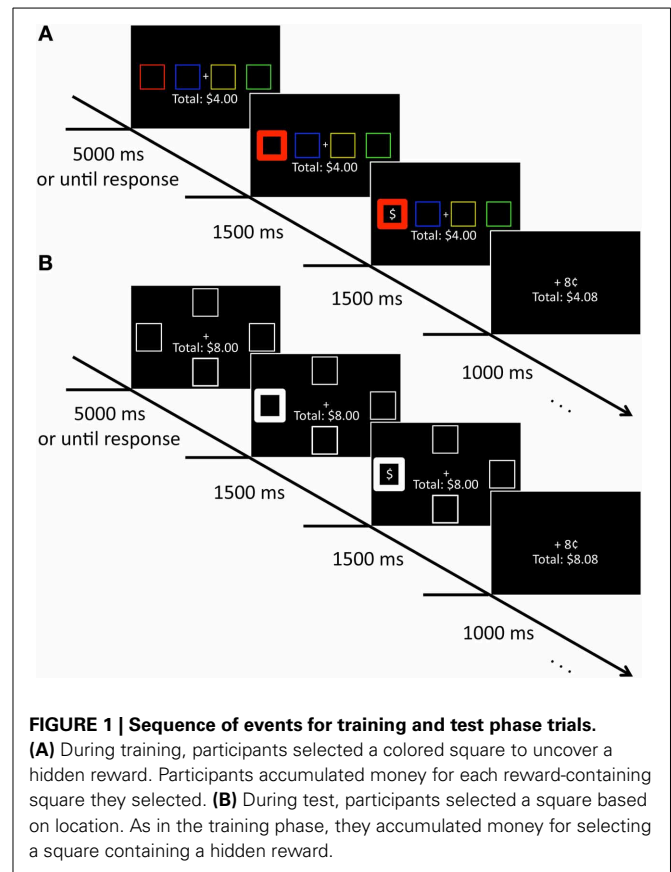 A
+
Total: $4.00
5000 ms
or until response
+
Total: $4.00
1500 ms
$
+
Total: $4.00
1500 ms
+ 8¢
Total: $4.08
1000 ms
...
B
+
Total: $8.00
5000 ms
or until response
+
Total: $8.00
1500 ms
$
+
Total: $8.00
1500 ms
+ 8¢
Total: $8.08
1000 ms
...
FIGURE 1 | Sequence of events for training and test phase trials.
(A) During training, participants selected a colored square to uncover a
hidden reward. Participants accumulated money for each reward-containing
square they selected. (B) During test, participants selected a square based
on location. As in the training phase, they accumulated money for selecting
a square containing a hidden reward.